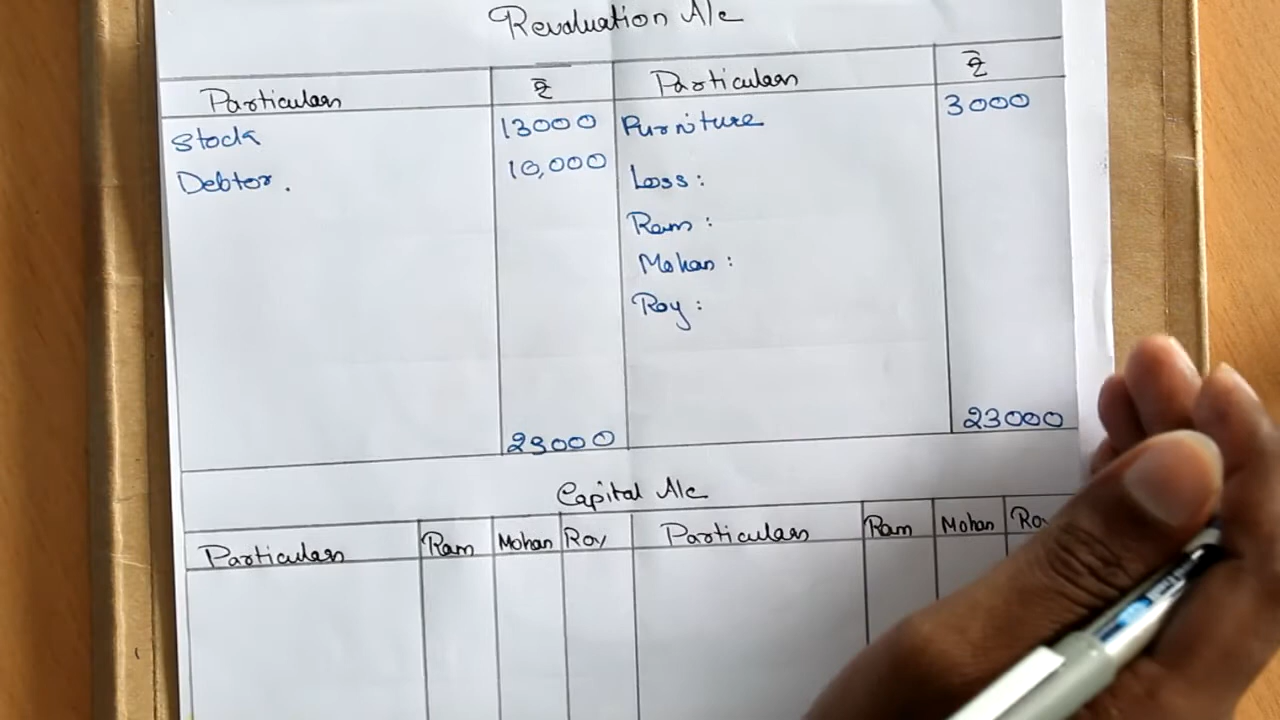 Revaluation A/c
Particulars ₹ Particulars ₹
Stock 13000 Furniture 3000
Debtor. 10,000 Loss:
Ram:
Mohan:
Roy:
23000 23000
Capital A/c
Particulars Ram Mohan Roy Particulars Ram Mohan Roy